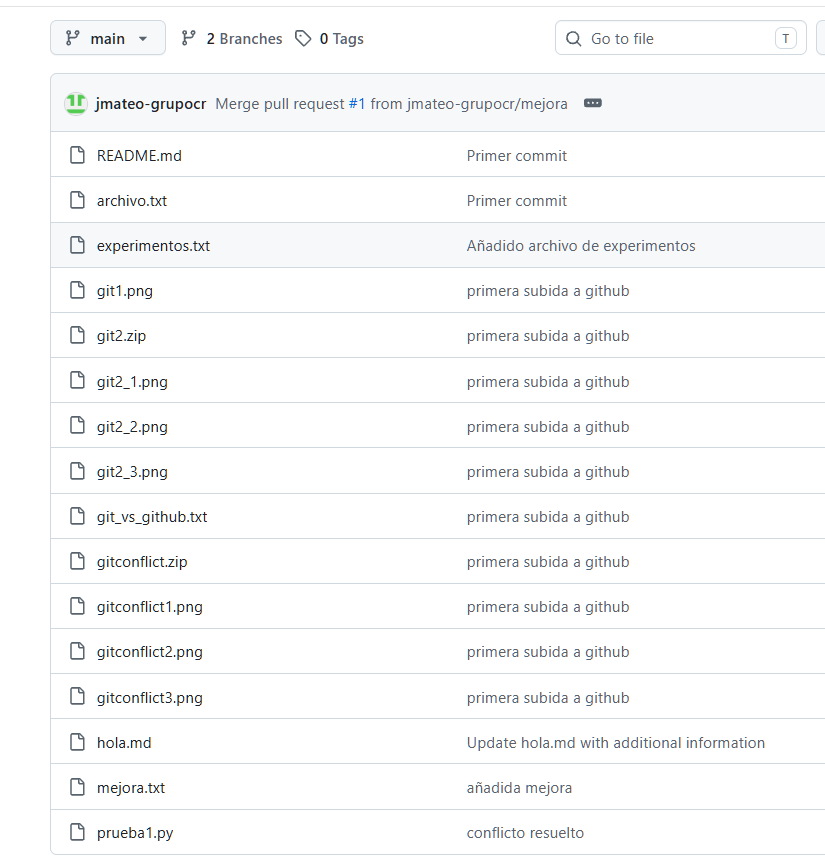 main 2 Branches 0 Tags Go to file T
jmateo-grupocr Merge pull request #1 from jmateo-grupocr/mejora
README.md Primer commit
archivo.txt Primer commit
experimentos.txt Añadido archivo de experimentos
git1.png primera subida a github
git2.zip primera subida a github
git2_1.png primera subida a github
git2_2.png primera subida a github
git2_3.png primera subida a github
git_vs_github.txt primera subida a github
gitconflict.zip primera subida a github
gitconflict1.png primera subida a github
gitconflict2.png primera subida a github
gitconflict3.png primera subida a github
hola.md Update hola.md with additional information
mejora.txt añadida mejora
prueba1.py conflicto resuelto